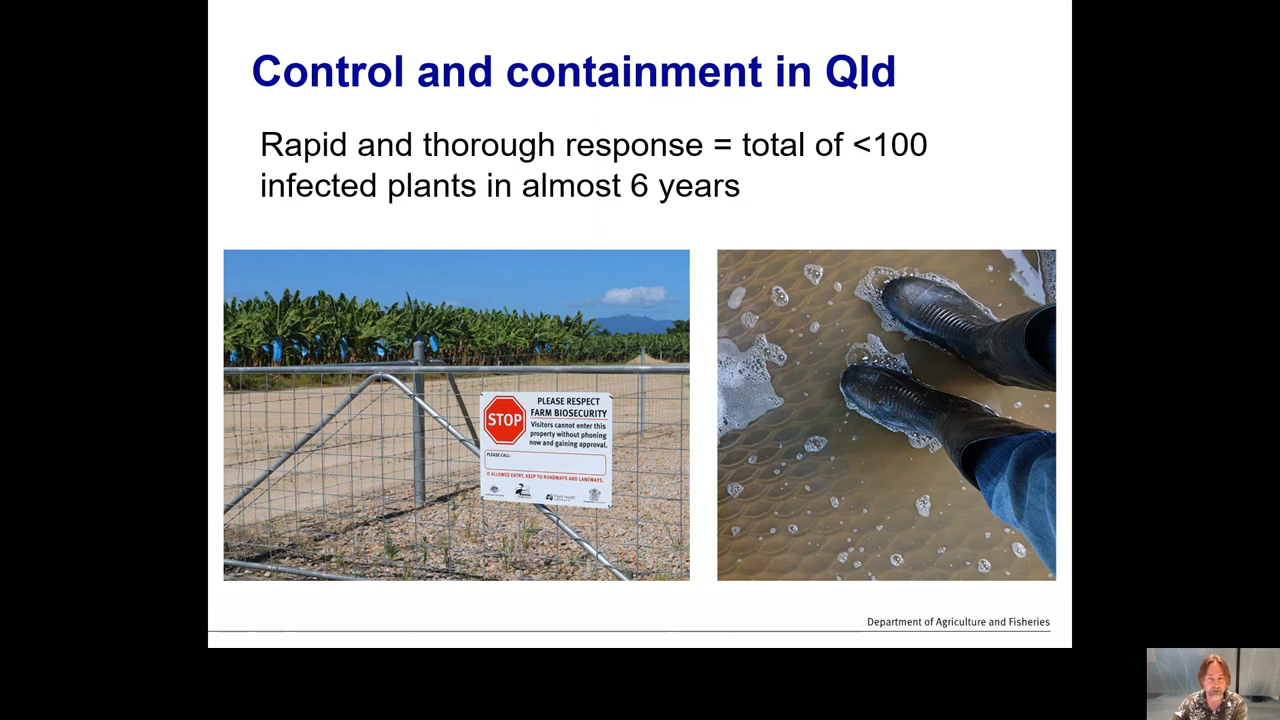 Control and containment in Qld
Rapid and thorough response = total of <100
infected plants in almost 6 years
STOP
PLEASE RESPECT
FARM BIOSECURITY
Visitors cannot enter this
property without phoning
now and gaining approval.
PLEASE CALL:
IF ALLOWED ENTRY, KEEP TO ROADWAYS AND LANEWAYS.
Plant Health
Department of Agriculture and Fisheries